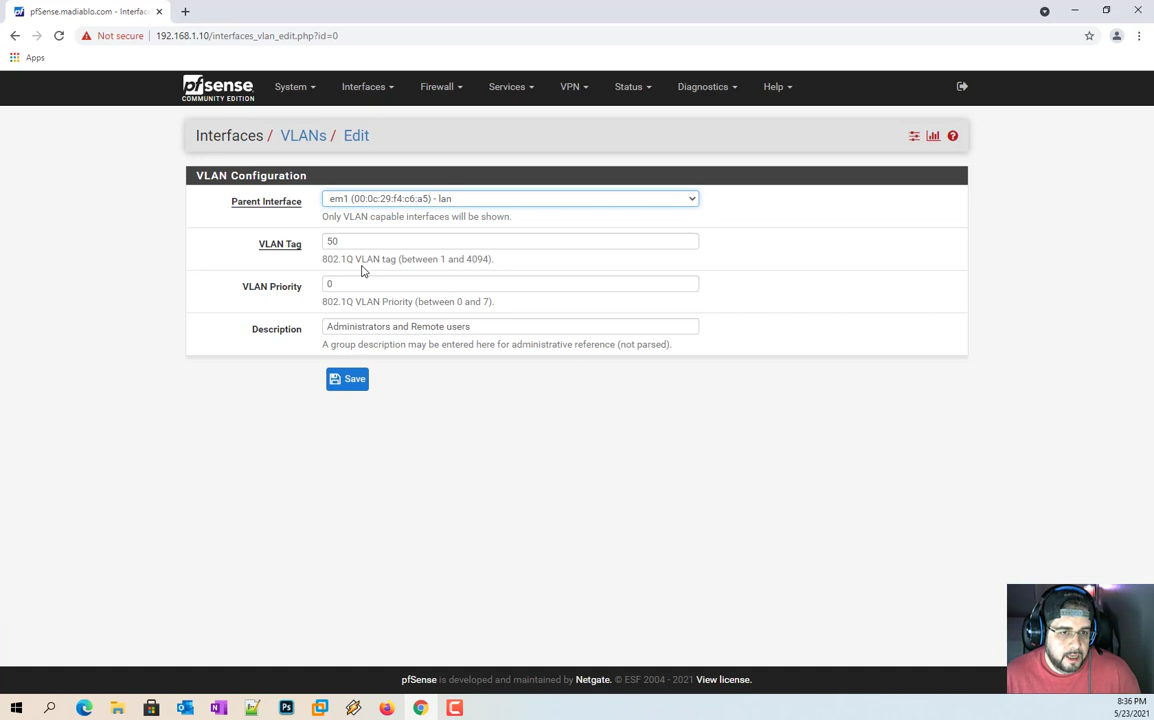 pfSense.madiablo.com - Interfac
Not secure
192.168.1.10/interfaces_vlan_edit.php?id=0
Apps
pfsense
COMMUNITY EDITION
System
Interfaces
Firewall
Services
VPN
Status
Diagnostics
Help
Interfaces / VLANs / Edit
VLAN Configuration
Parent Interface
em1 (00:0c:29:f4:c6:a5) - lan
Only VLAN capable interfaces will be shown.
VLAN Tag
50
802.1Q VLAN tag (between 1 and 4094).
VLAN Priority
0
802.1Q VLAN Priority (between 0 and 7).
Description
Administrators and Remote users
A group description may be entered here for administrative reference (not parsed).
Save
pfSense is developed and maintained by Netgate. © ESF 2004 - 2021 View license.
8:36 PM
5/23/2021